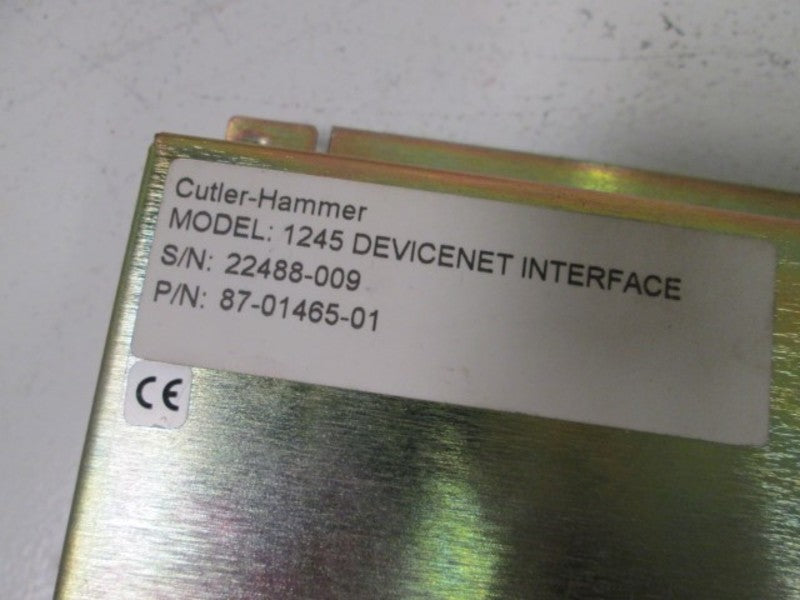 Cutler-Hammer
MODEL: 1245 DEVICENET INTERFACE
S/N: 22488-009
P/N: 87-01465-01
CE